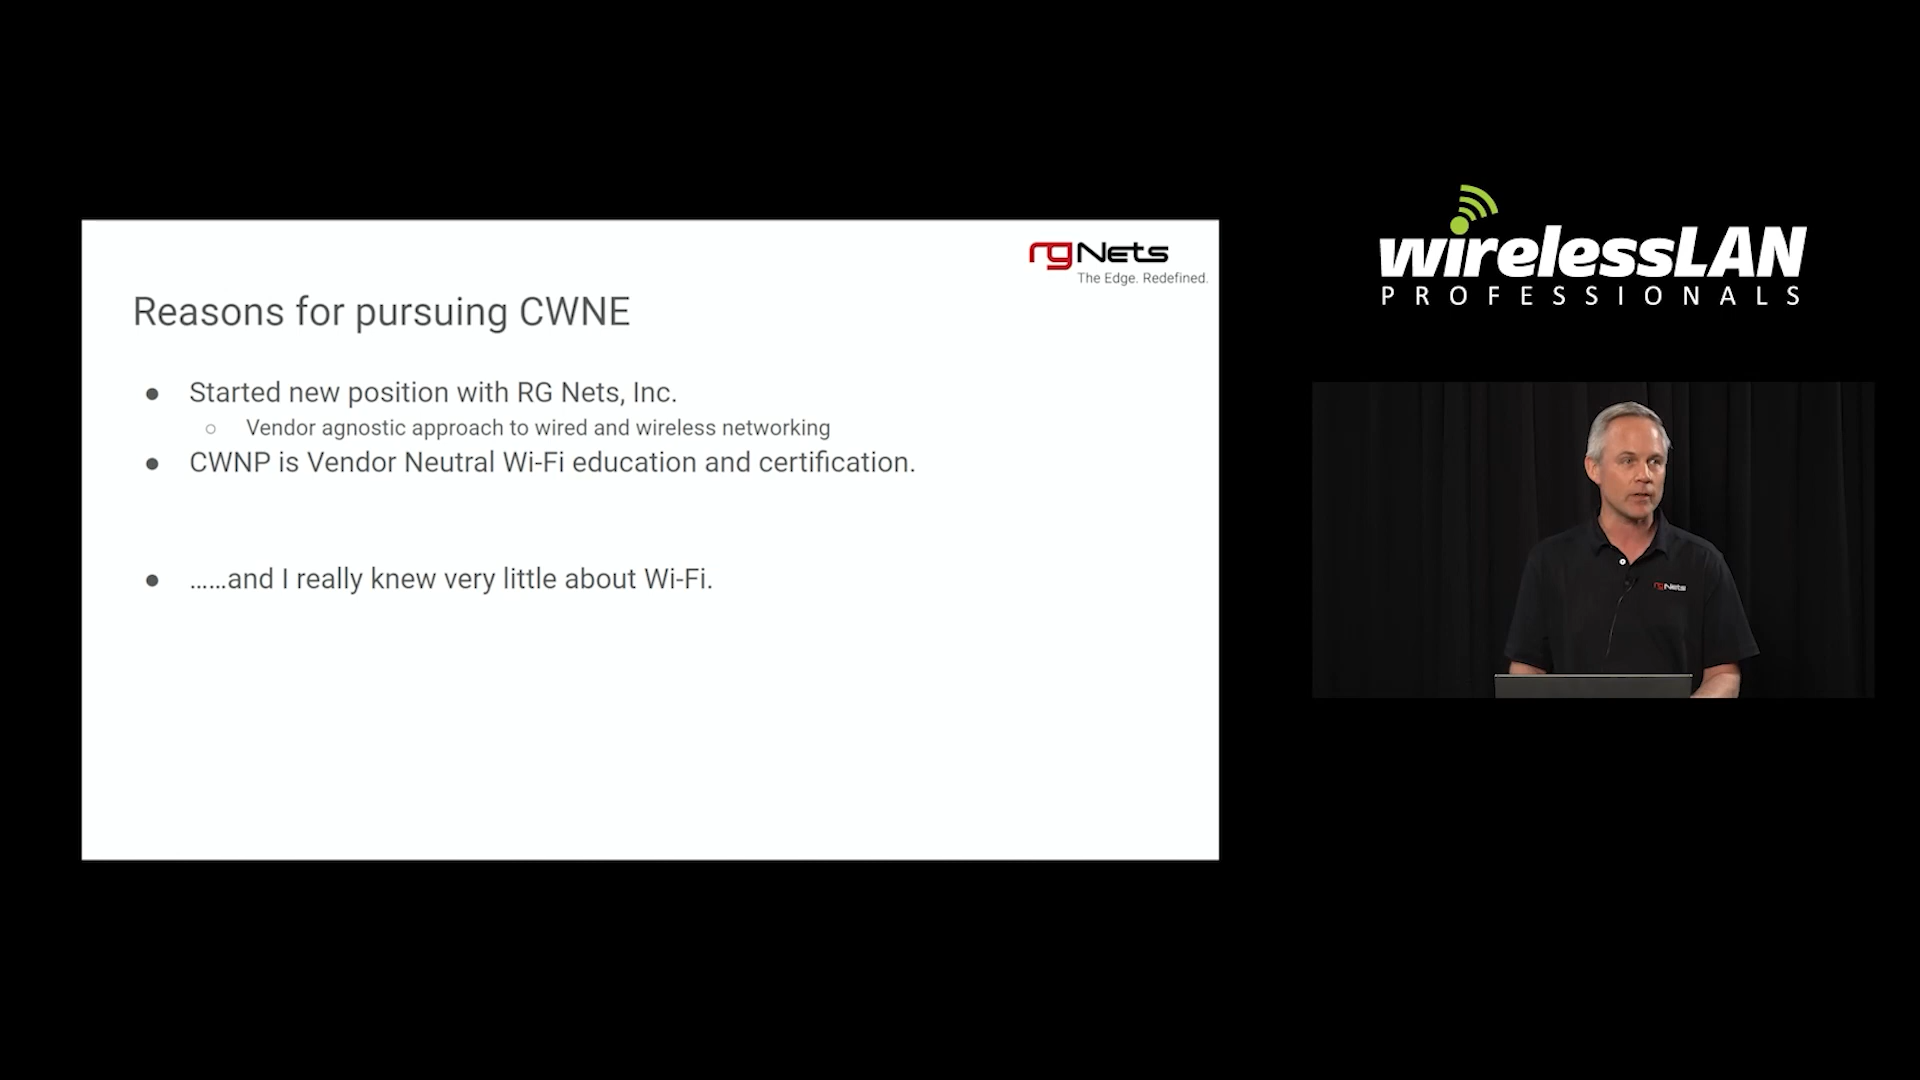 rgNets
The Edge. Redefined.
Reasons for pursuing CWNE
● Started new position with RG Nets, Inc.
○ Vendor agnostic approach to wired and wireless networking
● CWNP is Vendor Neutral Wi-Fi education and certification.
● ……and I really knew very little about Wi-Fi.
wirelessLAN
PROFESSIONALS
rgNets